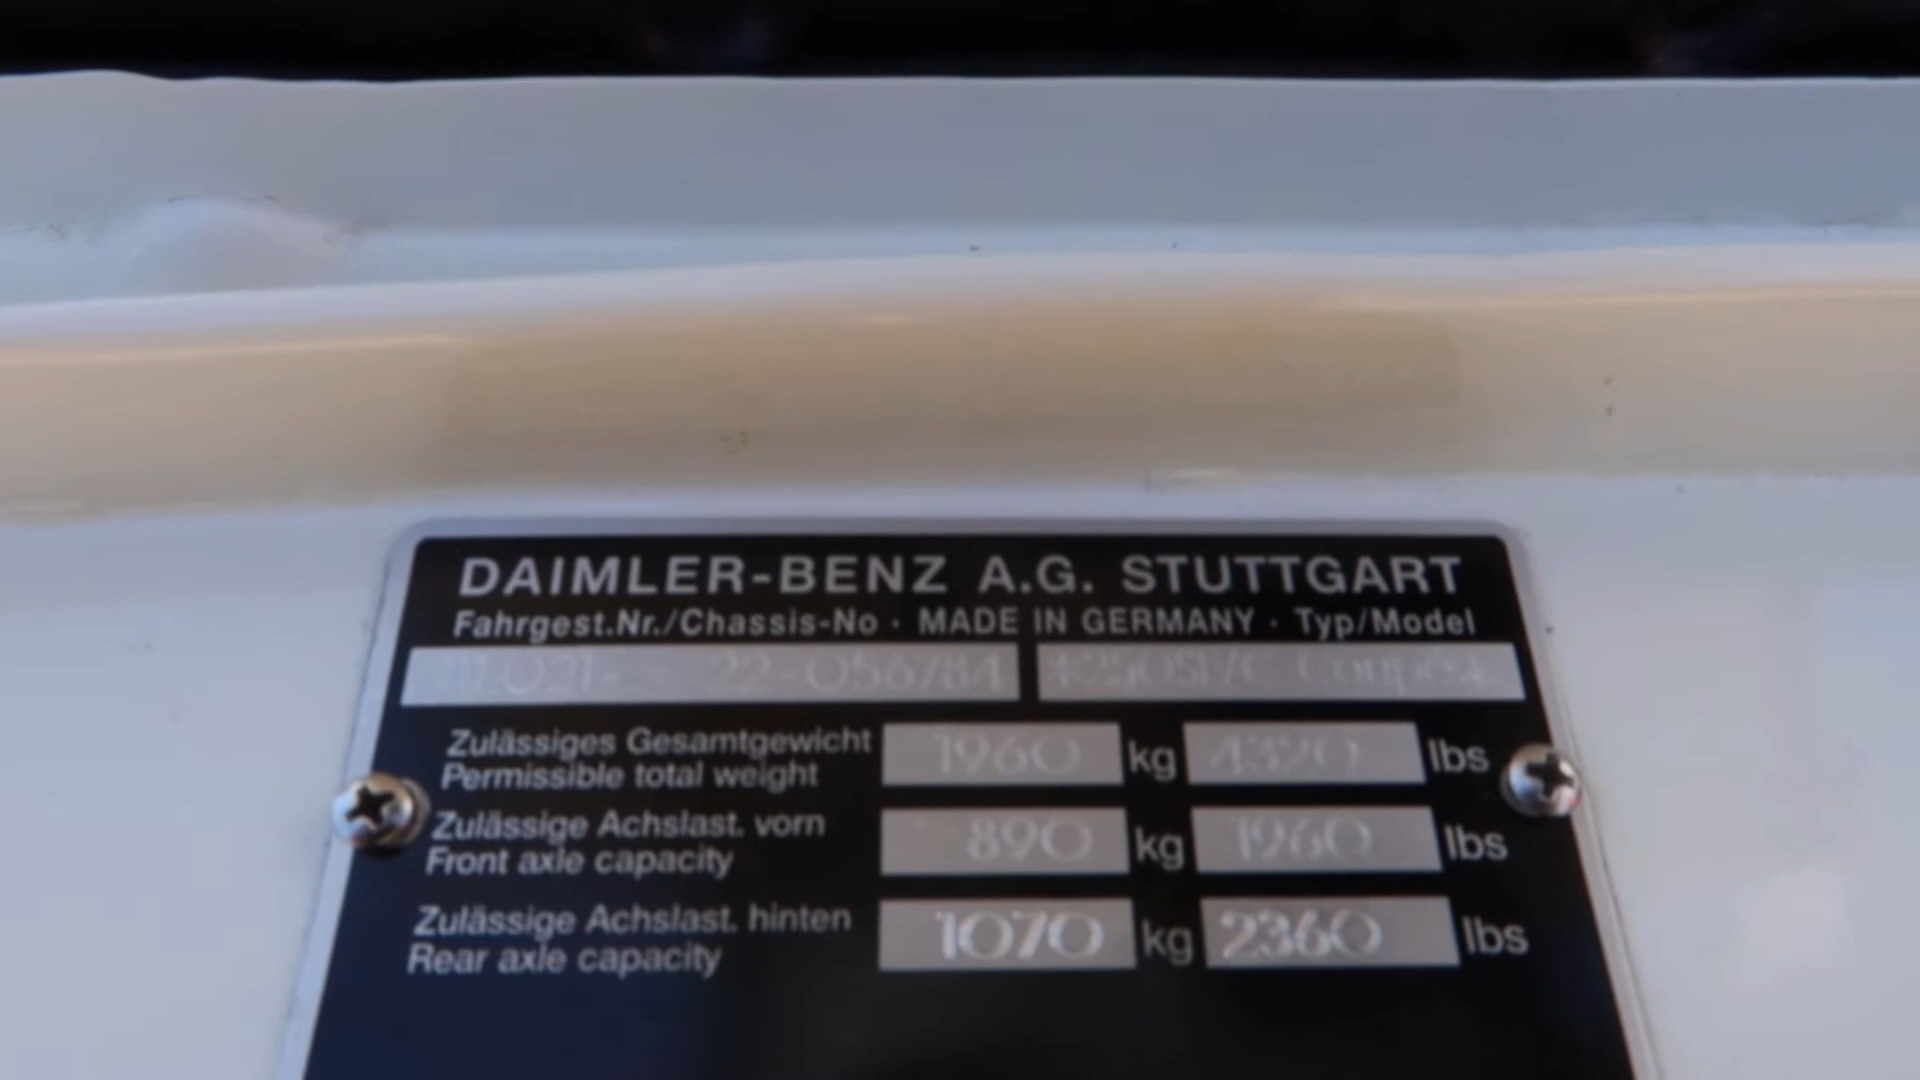 DAIMLER-BENZ A.G. STUTTGART
Fahrgest.Nr./Chassis-No · MADE IN GERMANY · Typ/Model
Zulässiges Gesamtgewicht 1960 kg 4320 lbs
Permissible total weight
Zulässige Achslast. vorn 890 kg 1960 lbs
Front axle capacity
Zulässige Achslast. hinten 1070 kg 2360 lbs
Rear axle capacity